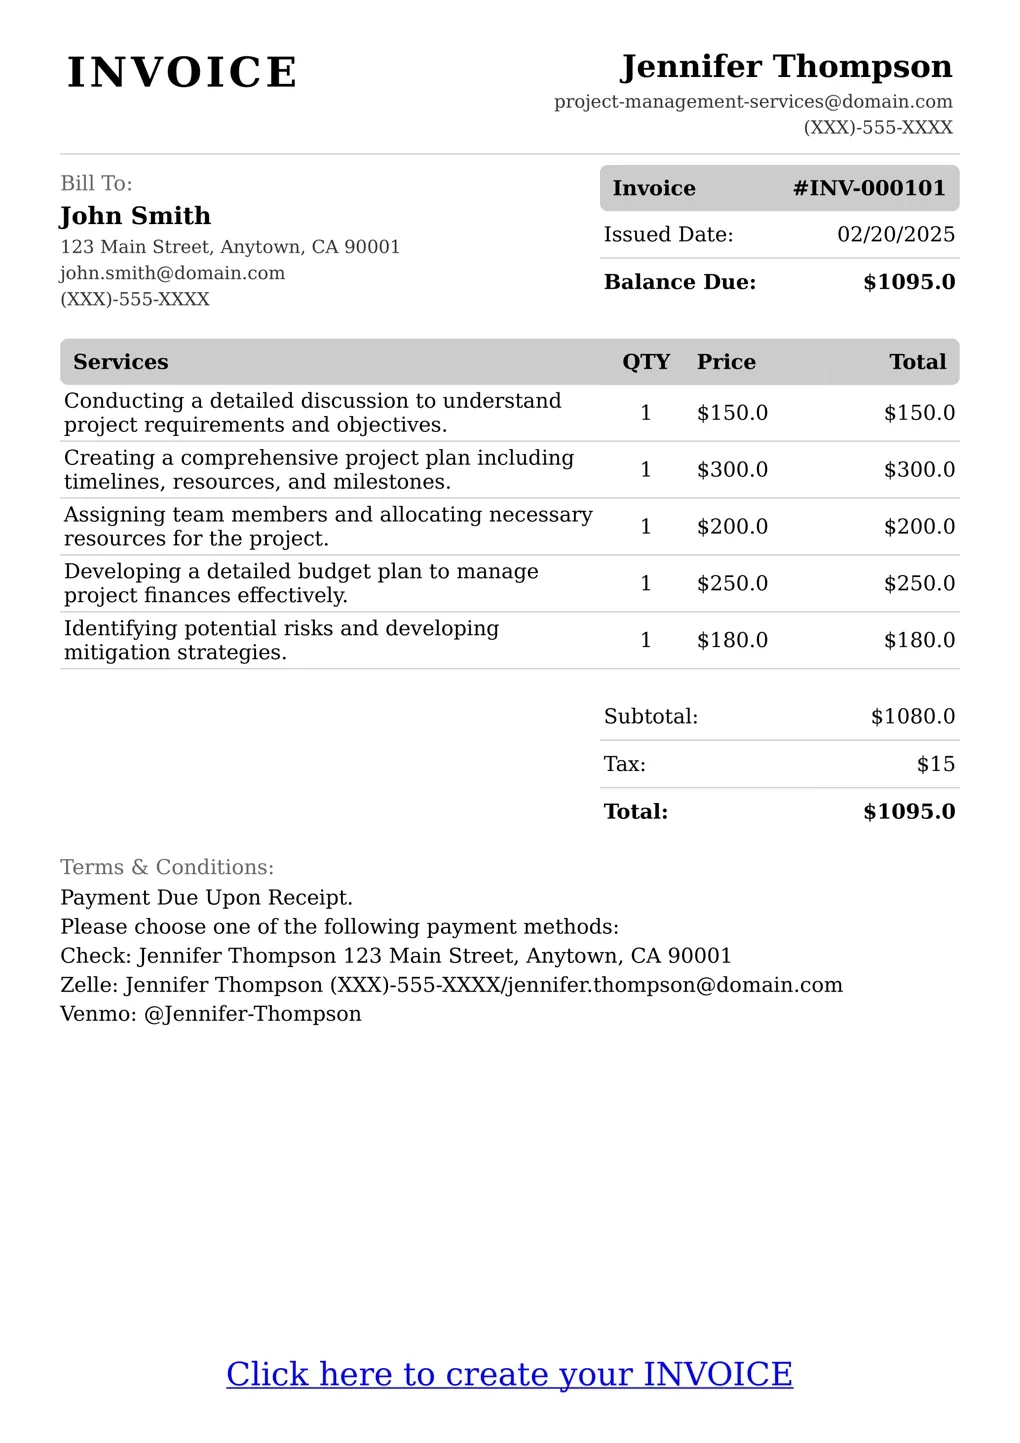 INVOICE
Jennifer Thompson
project-management-services@domain.com
(XXX)-555-XXXX
Bill To:
John Smith
123 Main Street, Anytown, CA 90001
john.smith@domain.com
(XXX)-555-XXXX
Invoice #INV-000101
Issued Date: 02/20/2025
Balance Due: $1095.0
Services QTY Price Total
Conducting a detailed discussion to understand
project requirements and objectives. 1 $150.0 $150.0
Creating a comprehensive project plan including
timelines, resources, and milestones. 1 $300.0 $300.0
Assigning team members and allocating necessary
resources for the project. 1 $200.0 $200.0
Developing a detailed budget plan to manage
project finances effectively. 1 $250.0 $250.0
Identifying potential risks and developing
mitigation strategies. 1 $180.0 $180.0
Subtotal: $1080.0
Tax: $15
Total: $1095.0
Terms & Conditions:
Payment Due Upon Receipt.
Please choose one of the following payment methods:
Check: Jennifer Thompson 123 Main Street, Anytown, CA 90001
Zelle: Jennifer Thompson (XXX)-555-XXXX/jennifer.thompson@domain.com
Venmo: @Jennifer-Thompson
Click here to create your INVOICE